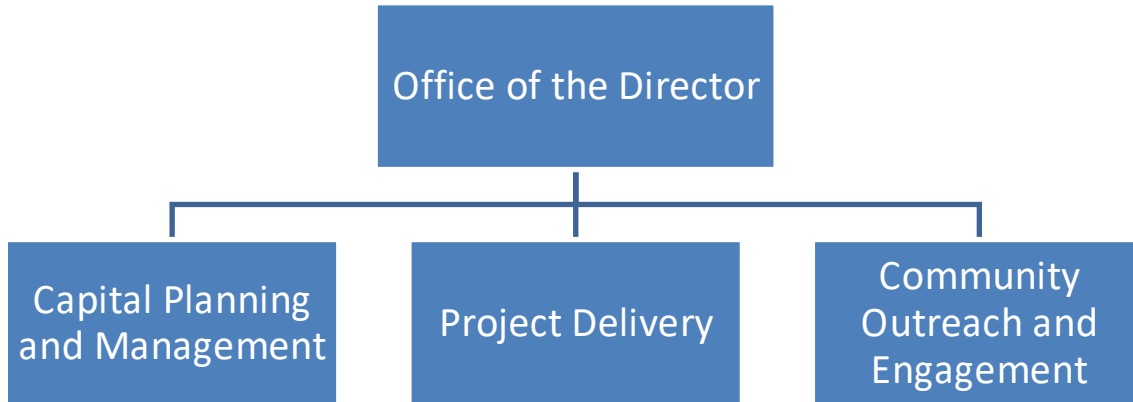 Office of the Director
Capital Planning
and Management
Project Delivery
Community
Outreach and
Engagement